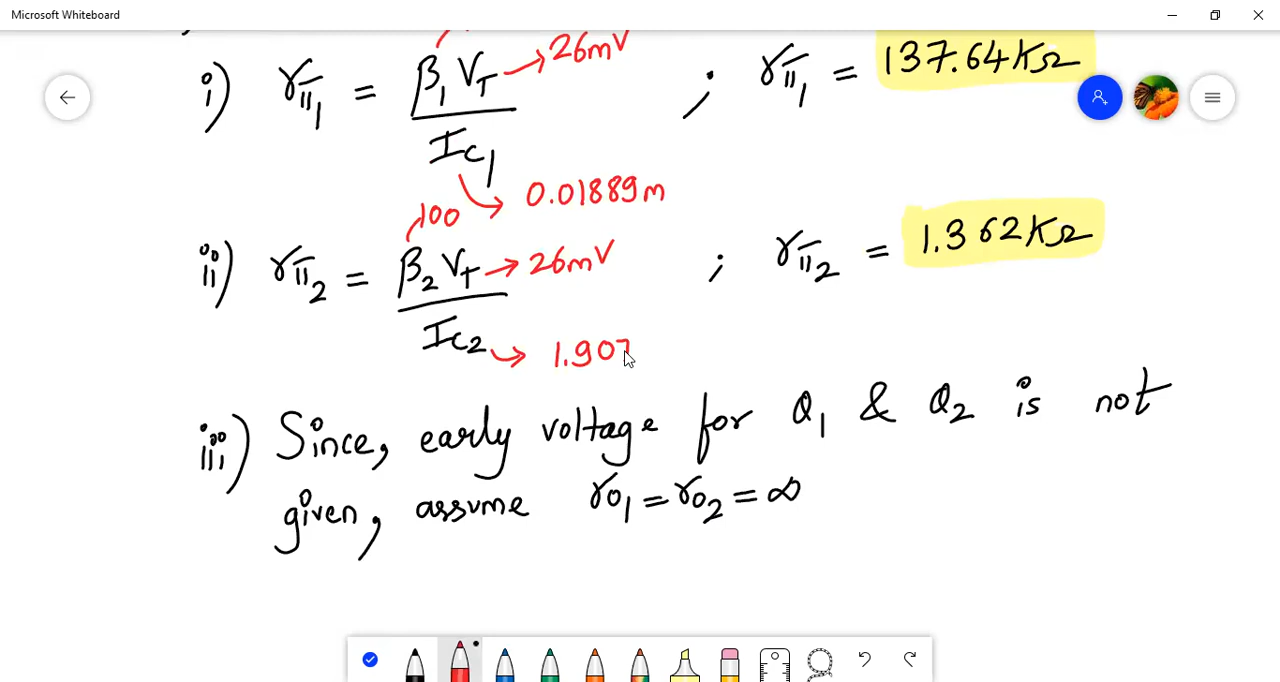 Microsoft Whiteboard
i) rπ1 = β1 VT / IC1 → 26mV ; rπ1 = 137.64KΩ
→ 0.01889m
100
ii) rπ2 = β2 VT / IC2 → 26mV ; rπ2 = 1.362KΩ
→ 1.907
iii) Since, early voltage for Q1 & Q2 is not
given, assume ro1 = ro2 = ∞